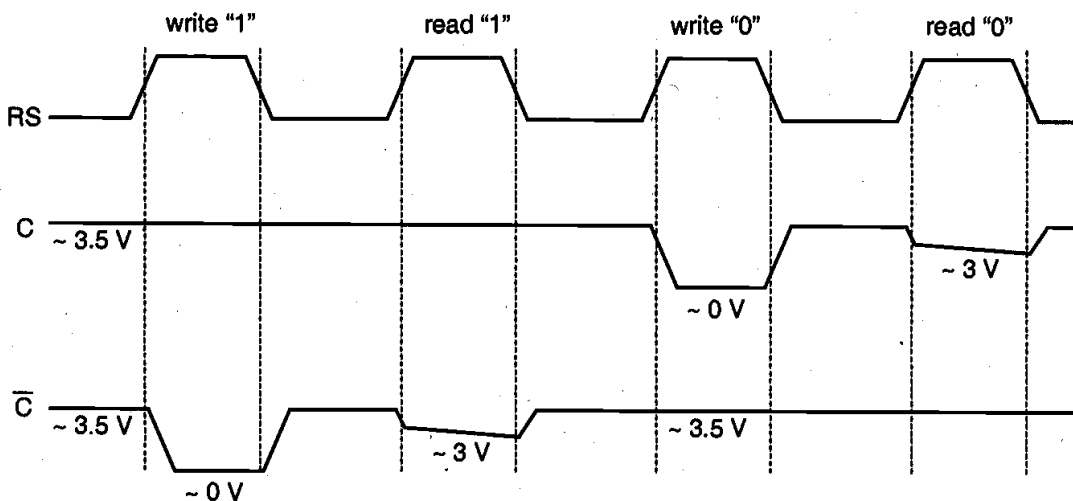 write “1” read “1” write “0” read “0”
RS
C
~ 3.5 V
~ 3 V
~ 0 V
C̅
~ 3.5 V
~ 3.5 V
~ 3 V
~ 0 V